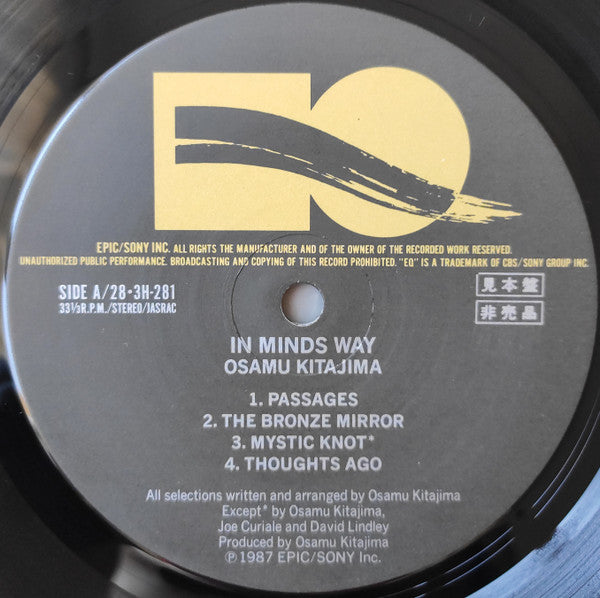 EPIC/SONY INC. ALL RIGHTS THE MANUFACTURER AND OF THE OWNER OF THE RECORDED WORK RESERVED.
UNAUTHORIZED PUBLIC PERFORMANCE. BROADCASTING AND COPYING OF THIS RECORD PROHIBITED. "EQ" IS A TRADEMARK OF CBS/SONY GROUP INC.
SIDE A/28・3H-281
33⅓R.P.M./STEREO/JASRAC
見本盤
非売品
IN MINDS WAY
OSAMU KITAJIMA
1. PASSAGES
2. THE BRONZE MIRROR
3. MYSTIC KNOT*
4. THOUGHTS AGO
All selections written and arranged by Osamu Kitajima
Except* by Osamu Kitajima,
Joe Curiale and David Lindley
Produced by Osamu Kitajima
Ⓟ1987 EPIC/SONY Inc.